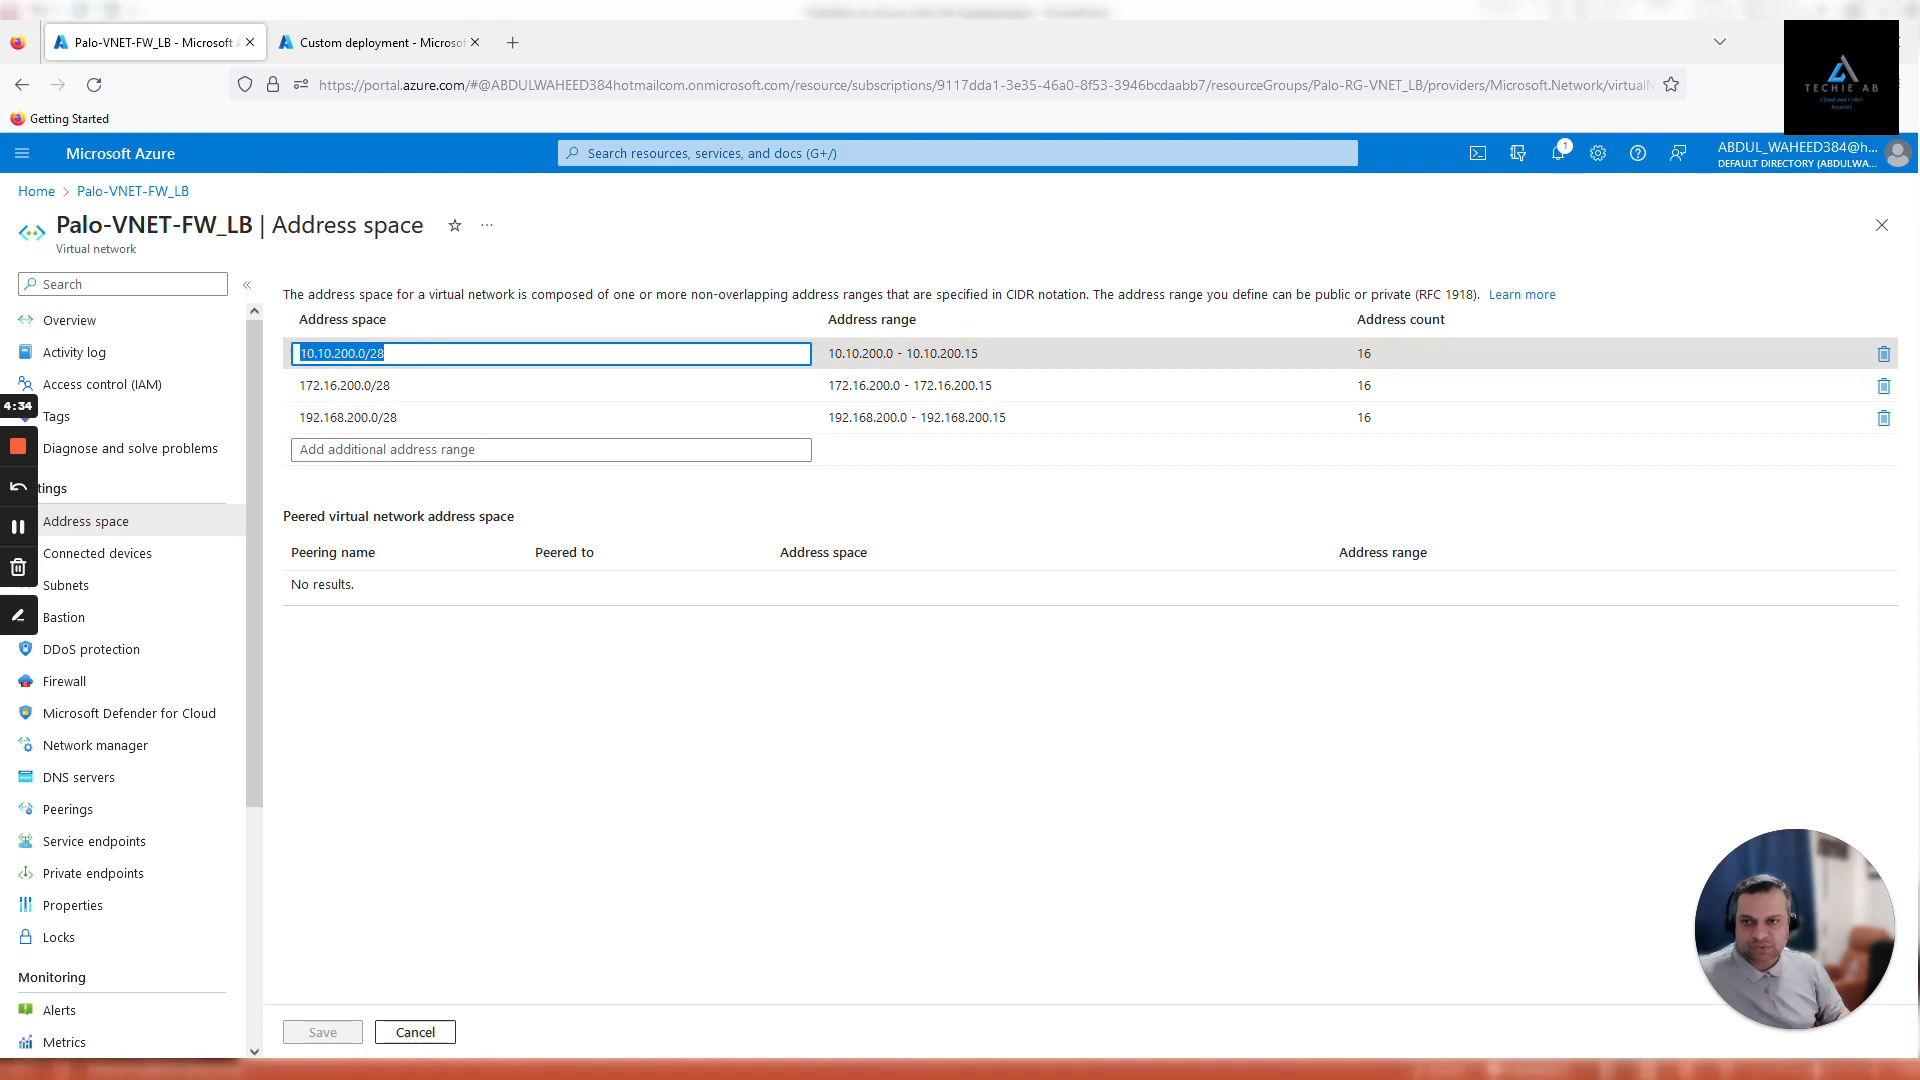 Palo-VNET-FW_LB - Microsoft A
Custom deployment - Microsof
https://portal.azure.com/#@ABDULWAHEED384hotmailcom.onmicrosoft.com/resource/subscriptions/9117dda1-3e35-46a0-8f53-3946bcdaabb7/resourceGroups/Palo-RG-VNET_LB/providers/Microsoft.Network/virtualN
TECHIE AB
Cloud and Cyber
Security
Getting Started
Microsoft Azure
Search resources, services, and docs (G+/)
1
ABDUL_WAHEED384@h...
DEFAULT DIRECTORY (ABDULWA...
Home > Palo-VNET-FW_LB
Palo-VNET-FW_LB | Address space
Virtual network
Search
Overview
Activity log
Access control (IAM)
4:34
Tags
Diagnose and solve problems
tings
Address space
Connected devices
Subnets
Bastion
DDoS protection
Firewall
Microsoft Defender for Cloud
Network manager
DNS servers
Peerings
Service endpoints
Private endpoints
Properties
Locks
Monitoring
Alerts
Metrics
The address space for a virtual network is composed of one or more non-overlapping address ranges that are specified in CIDR notation. The address range you define can be public or private (RFC 1918). Learn more
Address space Address range Address count
10.10.200.0/28 10.10.200.0 - 10.10.200.15 16
172.16.200.0/28 172.16.200.0 - 172.16.200.15 16
192.168.200.0/28 192.168.200.0 - 192.168.200.15 16
Add additional address range
Peered virtual network address space
Peering name Peered to Address space Address range
No results.
Save Cancel